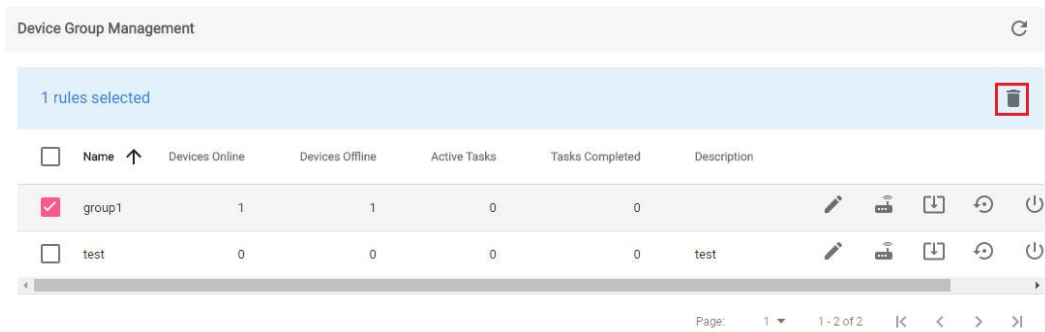 Device Group Management
1 rules selected
Name Devices Online Devices Offline Active Tasks Tasks Completed Description
group1 1 1 0 0
test 0 0 0 0 test
Page: 1 1 - 2 of 2